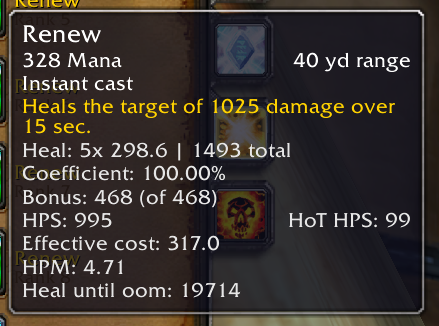 Renew
Renew
328 Mana 40 yd range
Instant cast
Heals the target of 1025 damage over
15 sec.
Heal: 5x 298.6 | 1493 total
Coefficient: 100.00%
Bonus: 468 (of 468)
HPS: 995 HoT HPS: 99
Effective cost: 317.0
HPM: 4.71
Heal until oom: 19714